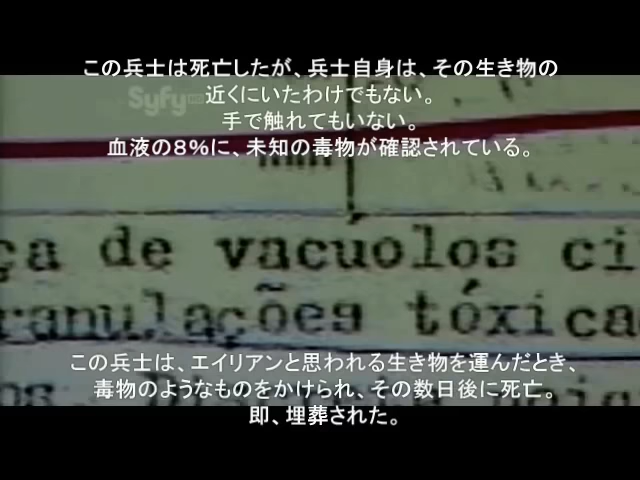 この兵士は死亡したが、兵士自身は、その生き物の
近くにいたわけでもない。
Syfy
手で触れてもいない。
血液の8%に、未知の毒物が確認されている。
ça de vacúolos ci
ranulações tóxica
この兵士は、エイリアンと思われる生き物を運んだとき、
毒物のようなものをかけられ、その数日後に死亡。
即、埋葬された。